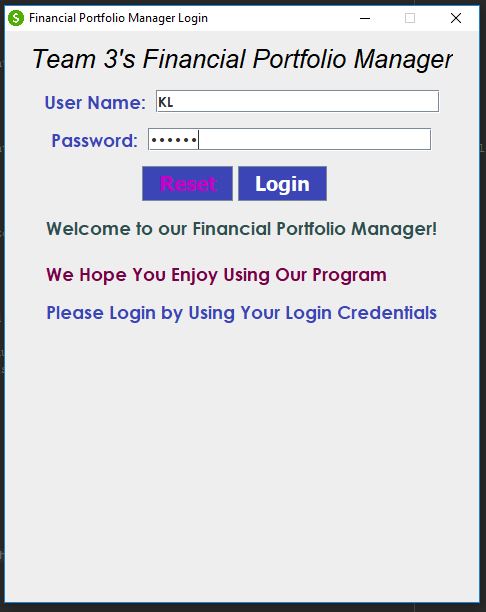 Financial Portfolio Manager Login
Team 3's Financial Portfolio Manager
User Name: KL
Password: ••••••
Reset Login
Welcome to our Financial Portfolio Manager!
We Hope You Enjoy Using Our Program
Please Login by Using Your Login Credentials